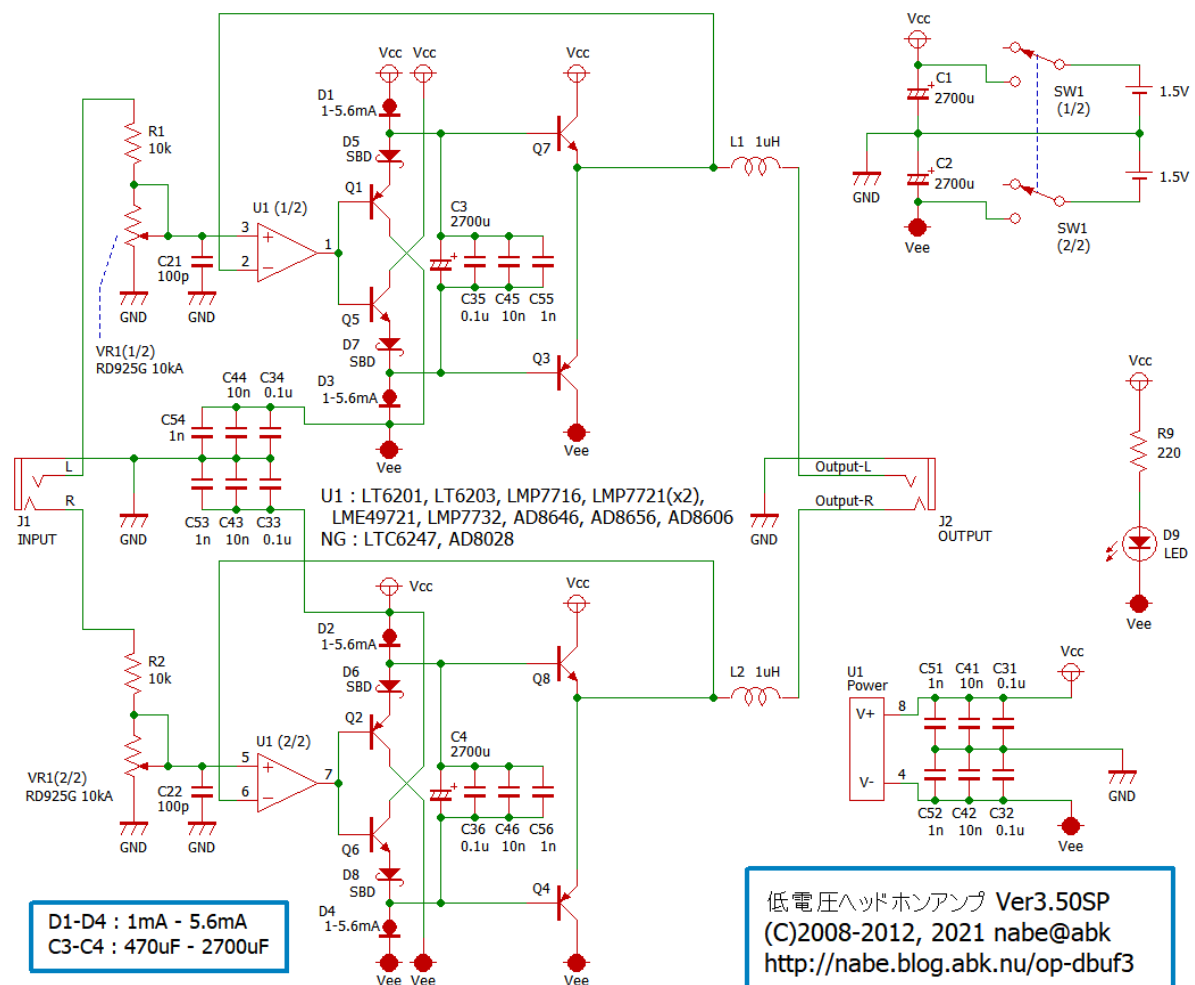 Vcc
Vcc
D1
1-5.6mA
D5
SBD
Q1
R1
10k
U1 (1/2)
3
2
1
+
−
C21
100p
GND
GND
VR1(1/2)
RD925G 10kA
Q5
D7
SBD
D3
1-5.6mA
Vee
C3
2700u
+
C35
0.1u
C45
10n
C55
1n
Vcc
Q7
Q3
Vee
L1 1uH
Vcc
C1
2700u
+
C2
2700u
+
GND
Vee
SW1
(1/2)
SW1
(2/2)
1.5V
1.5V
C44
10n
C34
0.1u
C54
1n
C53
1n
C43
10n
C33
0.1u
L
R
J1
INPUT
GND
U1 : LT6201, LT6203, LMP7716, LMP7721(x2),
LME49721, LMP7732, AD8646, AD8656, AD8606
NG : LTC6247, AD8028
Output-L
Output-R
GND
J2
OUTPUT
Vcc
R9
220
D9
LED
Vee
Vcc
D2
1-5.6mA
D6
SBD
Q2
R2
10k
U1 (2/2)
5
6
7
+
−
C22
100p
GND
GND
VR1(2/2)
RD925G 10kA
Q6
D8
SBD
D4
1-5.6mA
Vee
Vee
C4
2700u
+
C36
0.1u
C46
10n
C56
1n
Vcc
Q8
Q4
Vee
L2 1uH
U1
Power
V+
V-
8
4
C51
1n
C41
10n
C31
0.1u
C52
1n
C42
10n
C32
0.1u
Vcc
GND
Vee
D1-D4 : 1mA - 5.6mA
C3-C4 : 470uF - 2700uF
低電圧ヘッドホンアンプ Ver3.50SP
(C)2008-2012, 2021 nabe@abk
http://nabe.blog.abk.nu/op-dbuf3